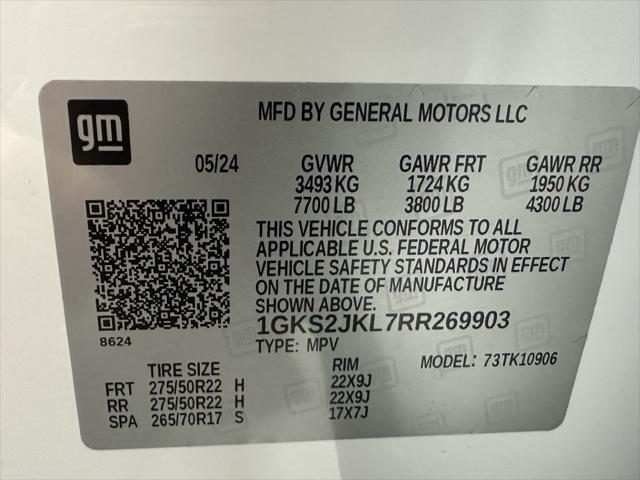 gm
MFD BY GENERAL MOTORS LLC
05/24 GVWR GAWR FRT GAWR RR
3493 KG 1724 KG 1950 KG
7700 LB 3800 LB 4300 LB
THIS VEHICLE CONFORMS TO ALL
APPLICABLE U.S. FEDERAL MOTOR
VEHICLE SAFETY STANDARDS IN EFFECT
ON THE DATE OF MANUFACTURE
SHOWN ABOVE.
8624
1GKS2JKL7RR269903
TYPE: MPV MODEL: 73TK10906
TIRE SIZE RIM
FRT 275/50R22 H 22X9J
RR 275/50R22 H 22X9J
SPA 265/70R17 S 17X7J